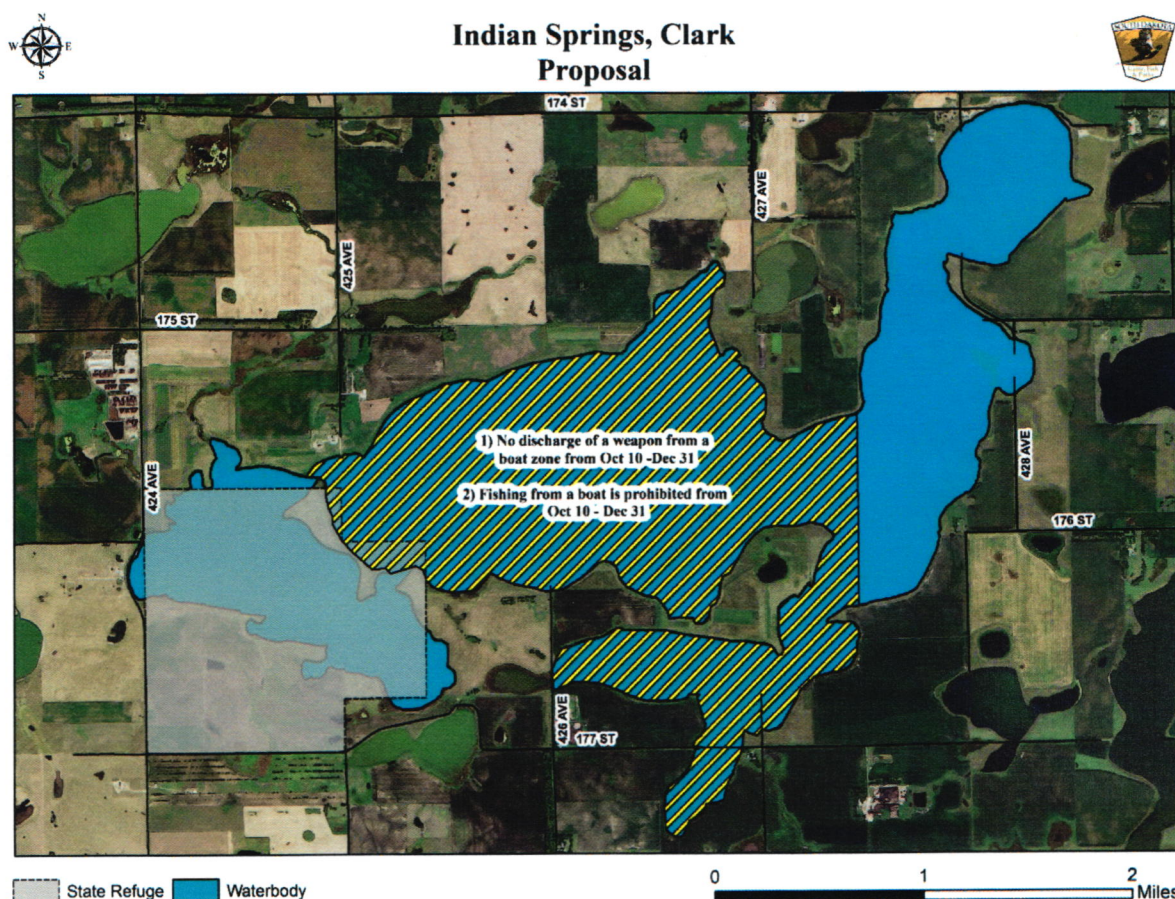 Indian Springs, Clark
Proposal
N
W E
S
SOUTH DAKOTA
174 ST
427 AVE
425 AVE
175 ST
1) No discharge of a weapon from a
boat zone from Oct 10 -Dec 31
2) Fishing from a boat is prohibited from
Oct 10 - Dec 31
424 AVE
428 AVE
176 ST
426 AVE
177 ST
State Refuge
Waterbody
0 1 2
Miles